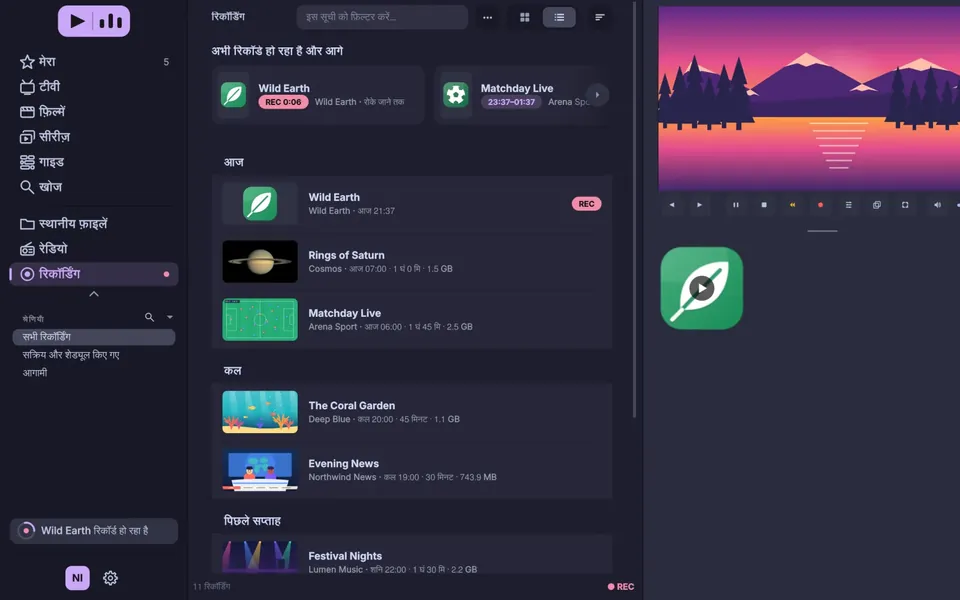 मेरा 5
टीवी
फ़िल्में
सीरीज़
गाइड
खोज
स्थानीय फ़ाइलें
रेडियो
रिकॉर्डिंग
श्रेणियाँ
सभी रिकॉर्डिंग
सक्रिय और शेड्यूल किए गए
आगामी
Wild Earth रिकॉर्ड हो रहा है
NI
रिकॉर्डिंग
इस सूची को फ़िल्टर करें...
अभी रिकॉर्ड हो रहा है और आगे
Wild Earth
REC 0:06 Wild Earth · रोके जाने तक
Matchday Live
23:37–01:37 Arena
आज
Wild Earth
Wild Earth · आज 21:37
REC
Rings of Saturn
Cosmos · आज 07:00 · 1 घं 0 मि · 1.5 GB
Matchday Live
Arena Sport · आज 06:00 · 1 घं 45 मि · 2.5 GB
कल
The Coral Garden
Deep Blue · कल 20:00 · 45 मिनट · 1.1 GB
Evening News
Northwind News · कल 19:00 · 30 मिनट · 743.9 MB
पिछले सप्ताह
Festival Nights
Lumen Music · शनि 22:00 · 1 घं 30 मि · 2.2 GB
11 रिकॉर्डिंग
REC